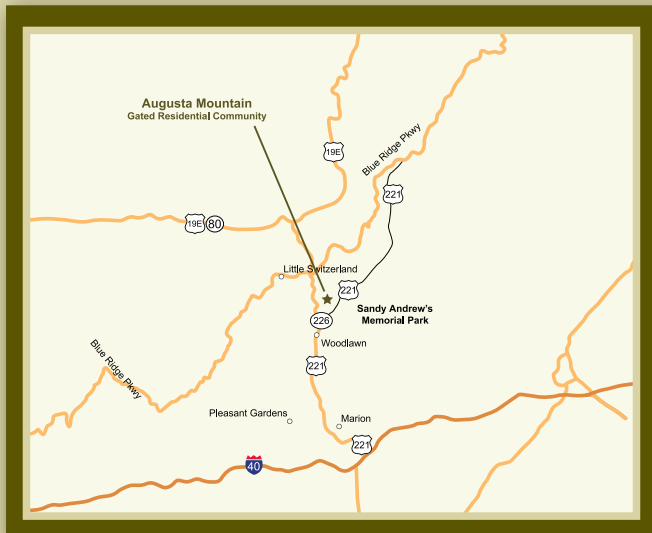 Augusta Mountain
Gated Residential Community
19E
Blue Ridge Pkwy
221
19E
80
Little Switzerland
221
Sandy Andrew's
Memorial Park
226
Woodlawn
221
Blue Ridge Pkwy
Pleasant Gardens
Marion
221
40